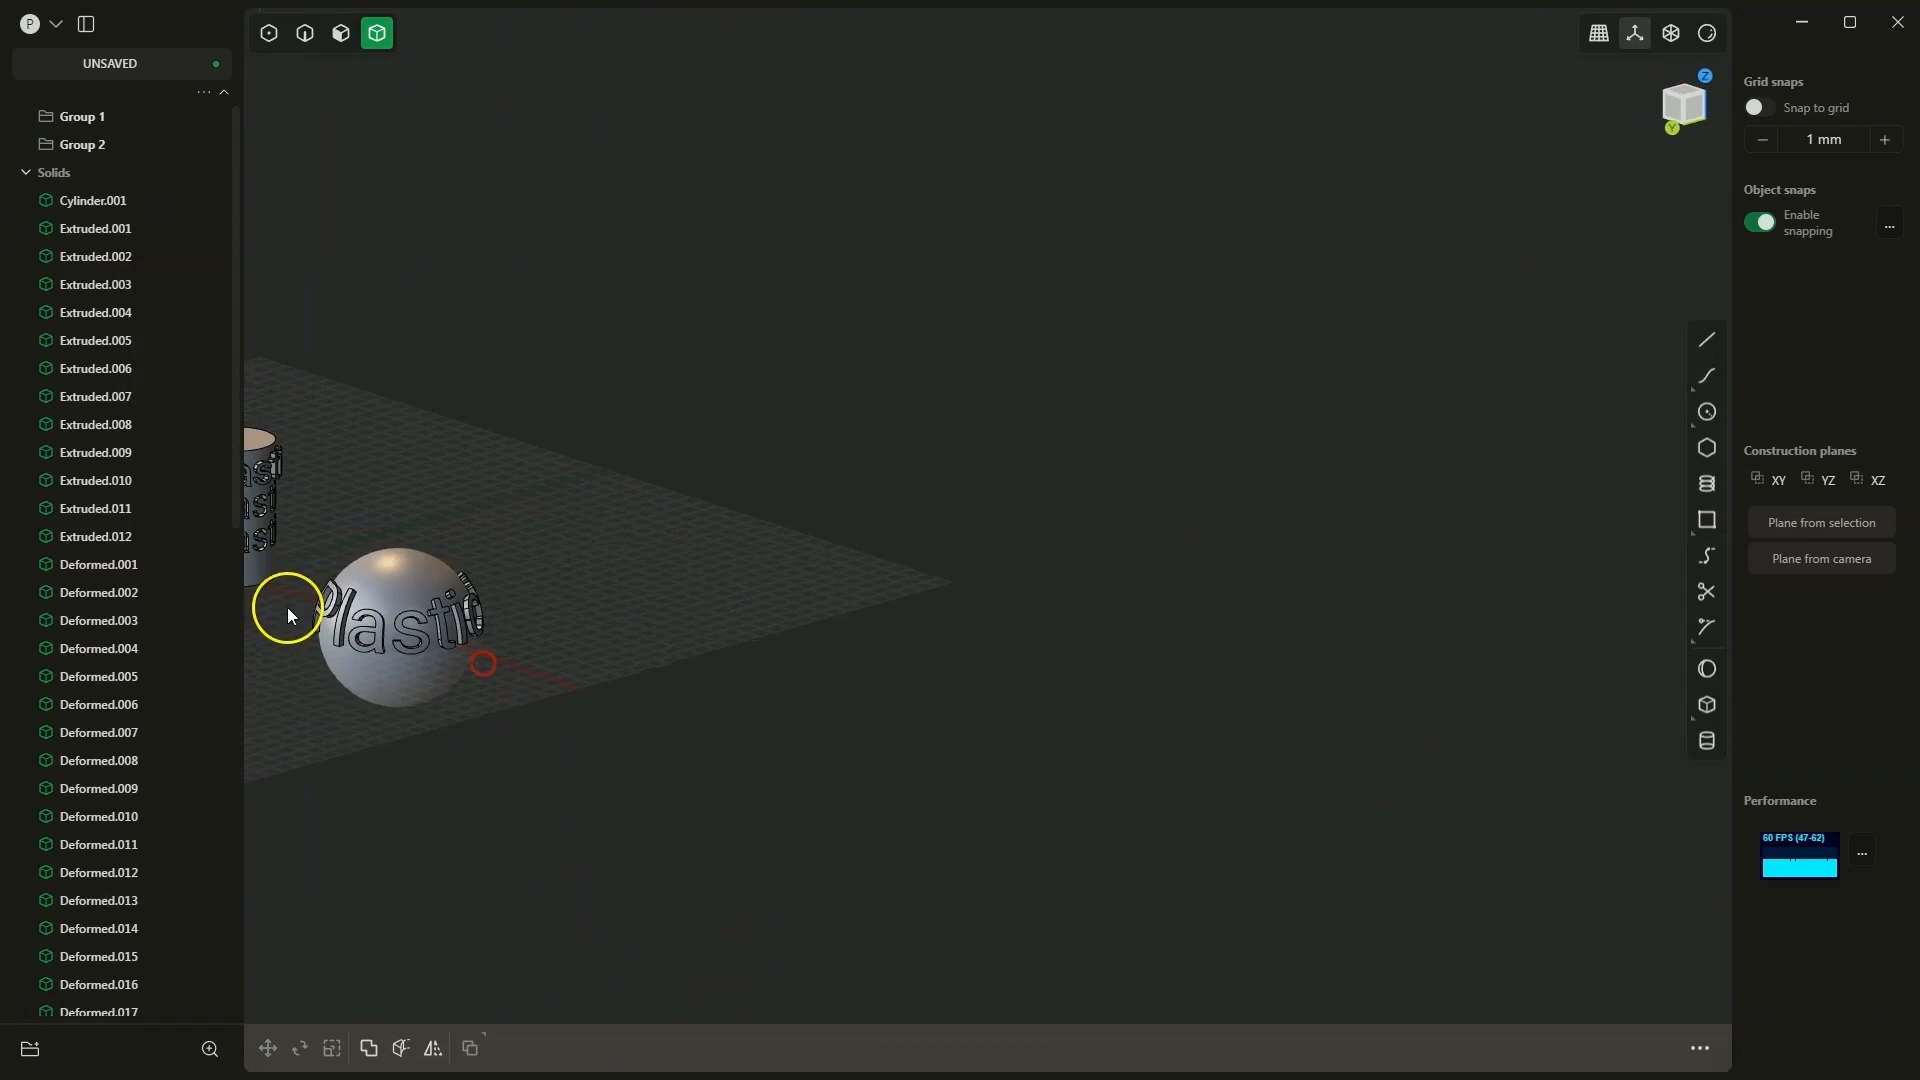 P
UNSAVED
...
Group 1
Group 2
Solids
Cylinder.001
Extruded.001
Extruded.002
Extruded.003
Extruded.004
Extruded.005
Extruded.006
Extruded.007
Extruded.008
Extruded.009
Extruded.010
Extruded.011
Extruded.012
Deformed.001
Deformed.002
Deformed.003
Deformed.004
Deformed.005
Deformed.006
Deformed.007
Deformed.008
Deformed.009
Deformed.010
Deformed.011
Deformed.012
Deformed.013
Deformed.014
Deformed.015
Deformed.016
Deformed.017
ast
ast
ast
Z
Y
Grid snaps
Snap to grid
1 mm
Object snaps
Enable
snapping
...
Construction planes
XY YZ XZ
Plane from selection
Plane from camera
Performance
60 FPS (47-62)
...